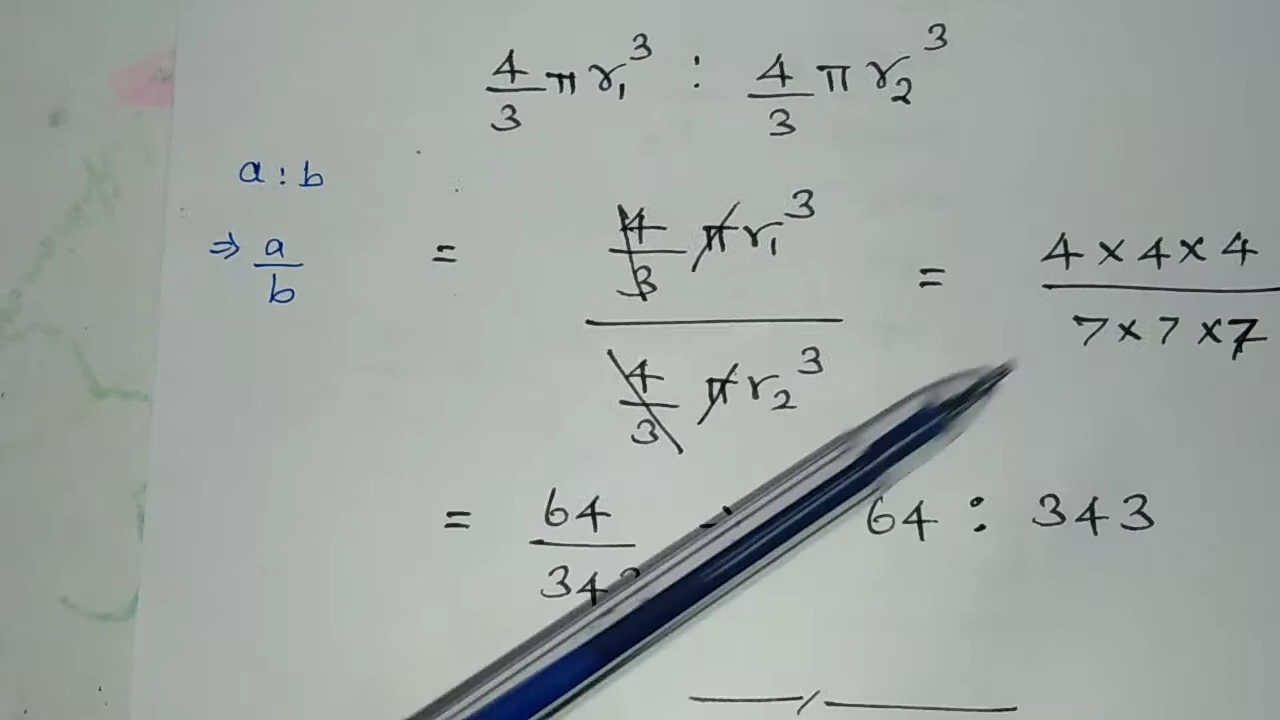 4/3 π r₁³ : 4/3 π r₂³
a : b
⇒ a/b = (4/3 π r₁³)/(4/3 π r₂³) = (4 × 4 × 4)/(7 × 7 × 7)
= 64/343 64 : 343